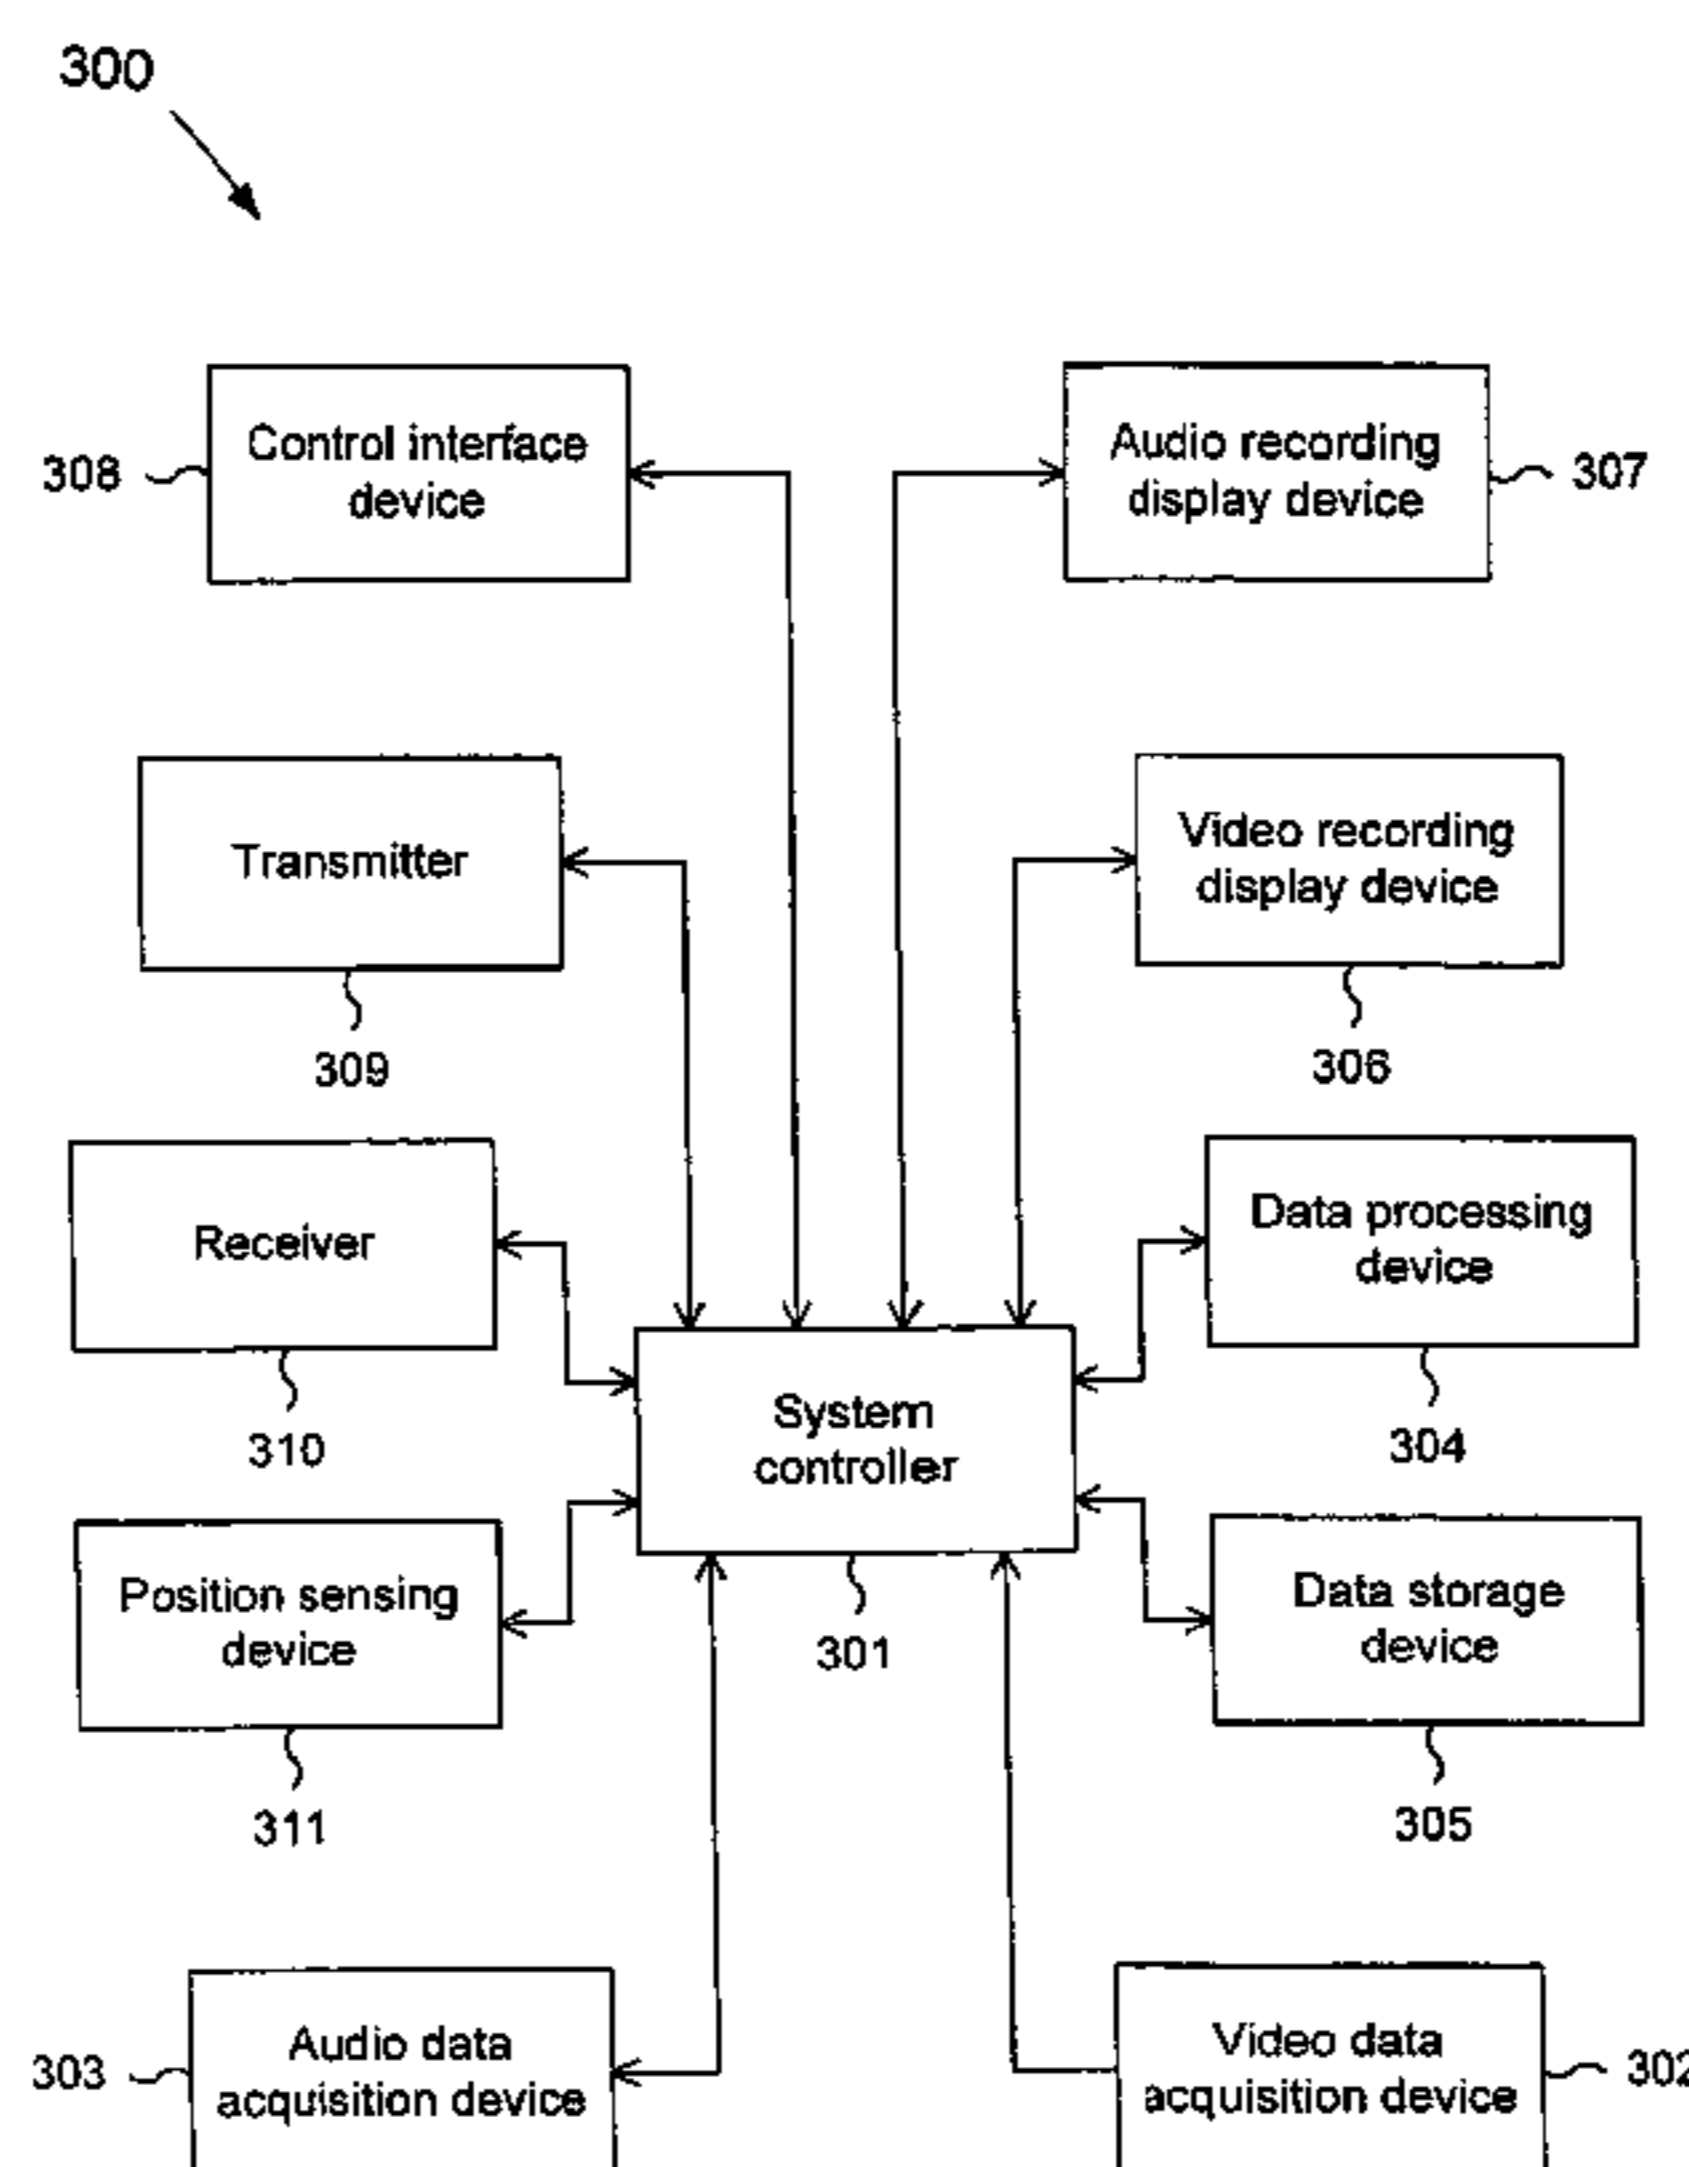 300
Control interface
device
308
Audio recording
display device
307
Transmitter
309
Video recording
display device
306
Receiver
310
Data processing
device
304
System
controller
301
Position sensing
device
311
Data storage
device
305
Audio data
acquisition device
303
Video data
acquisition device
302